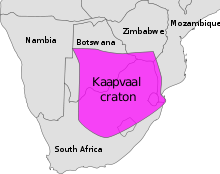 Zimbabwe
Mozambique
Nambia
Botswana
Kaapvaal
craton
South Africa